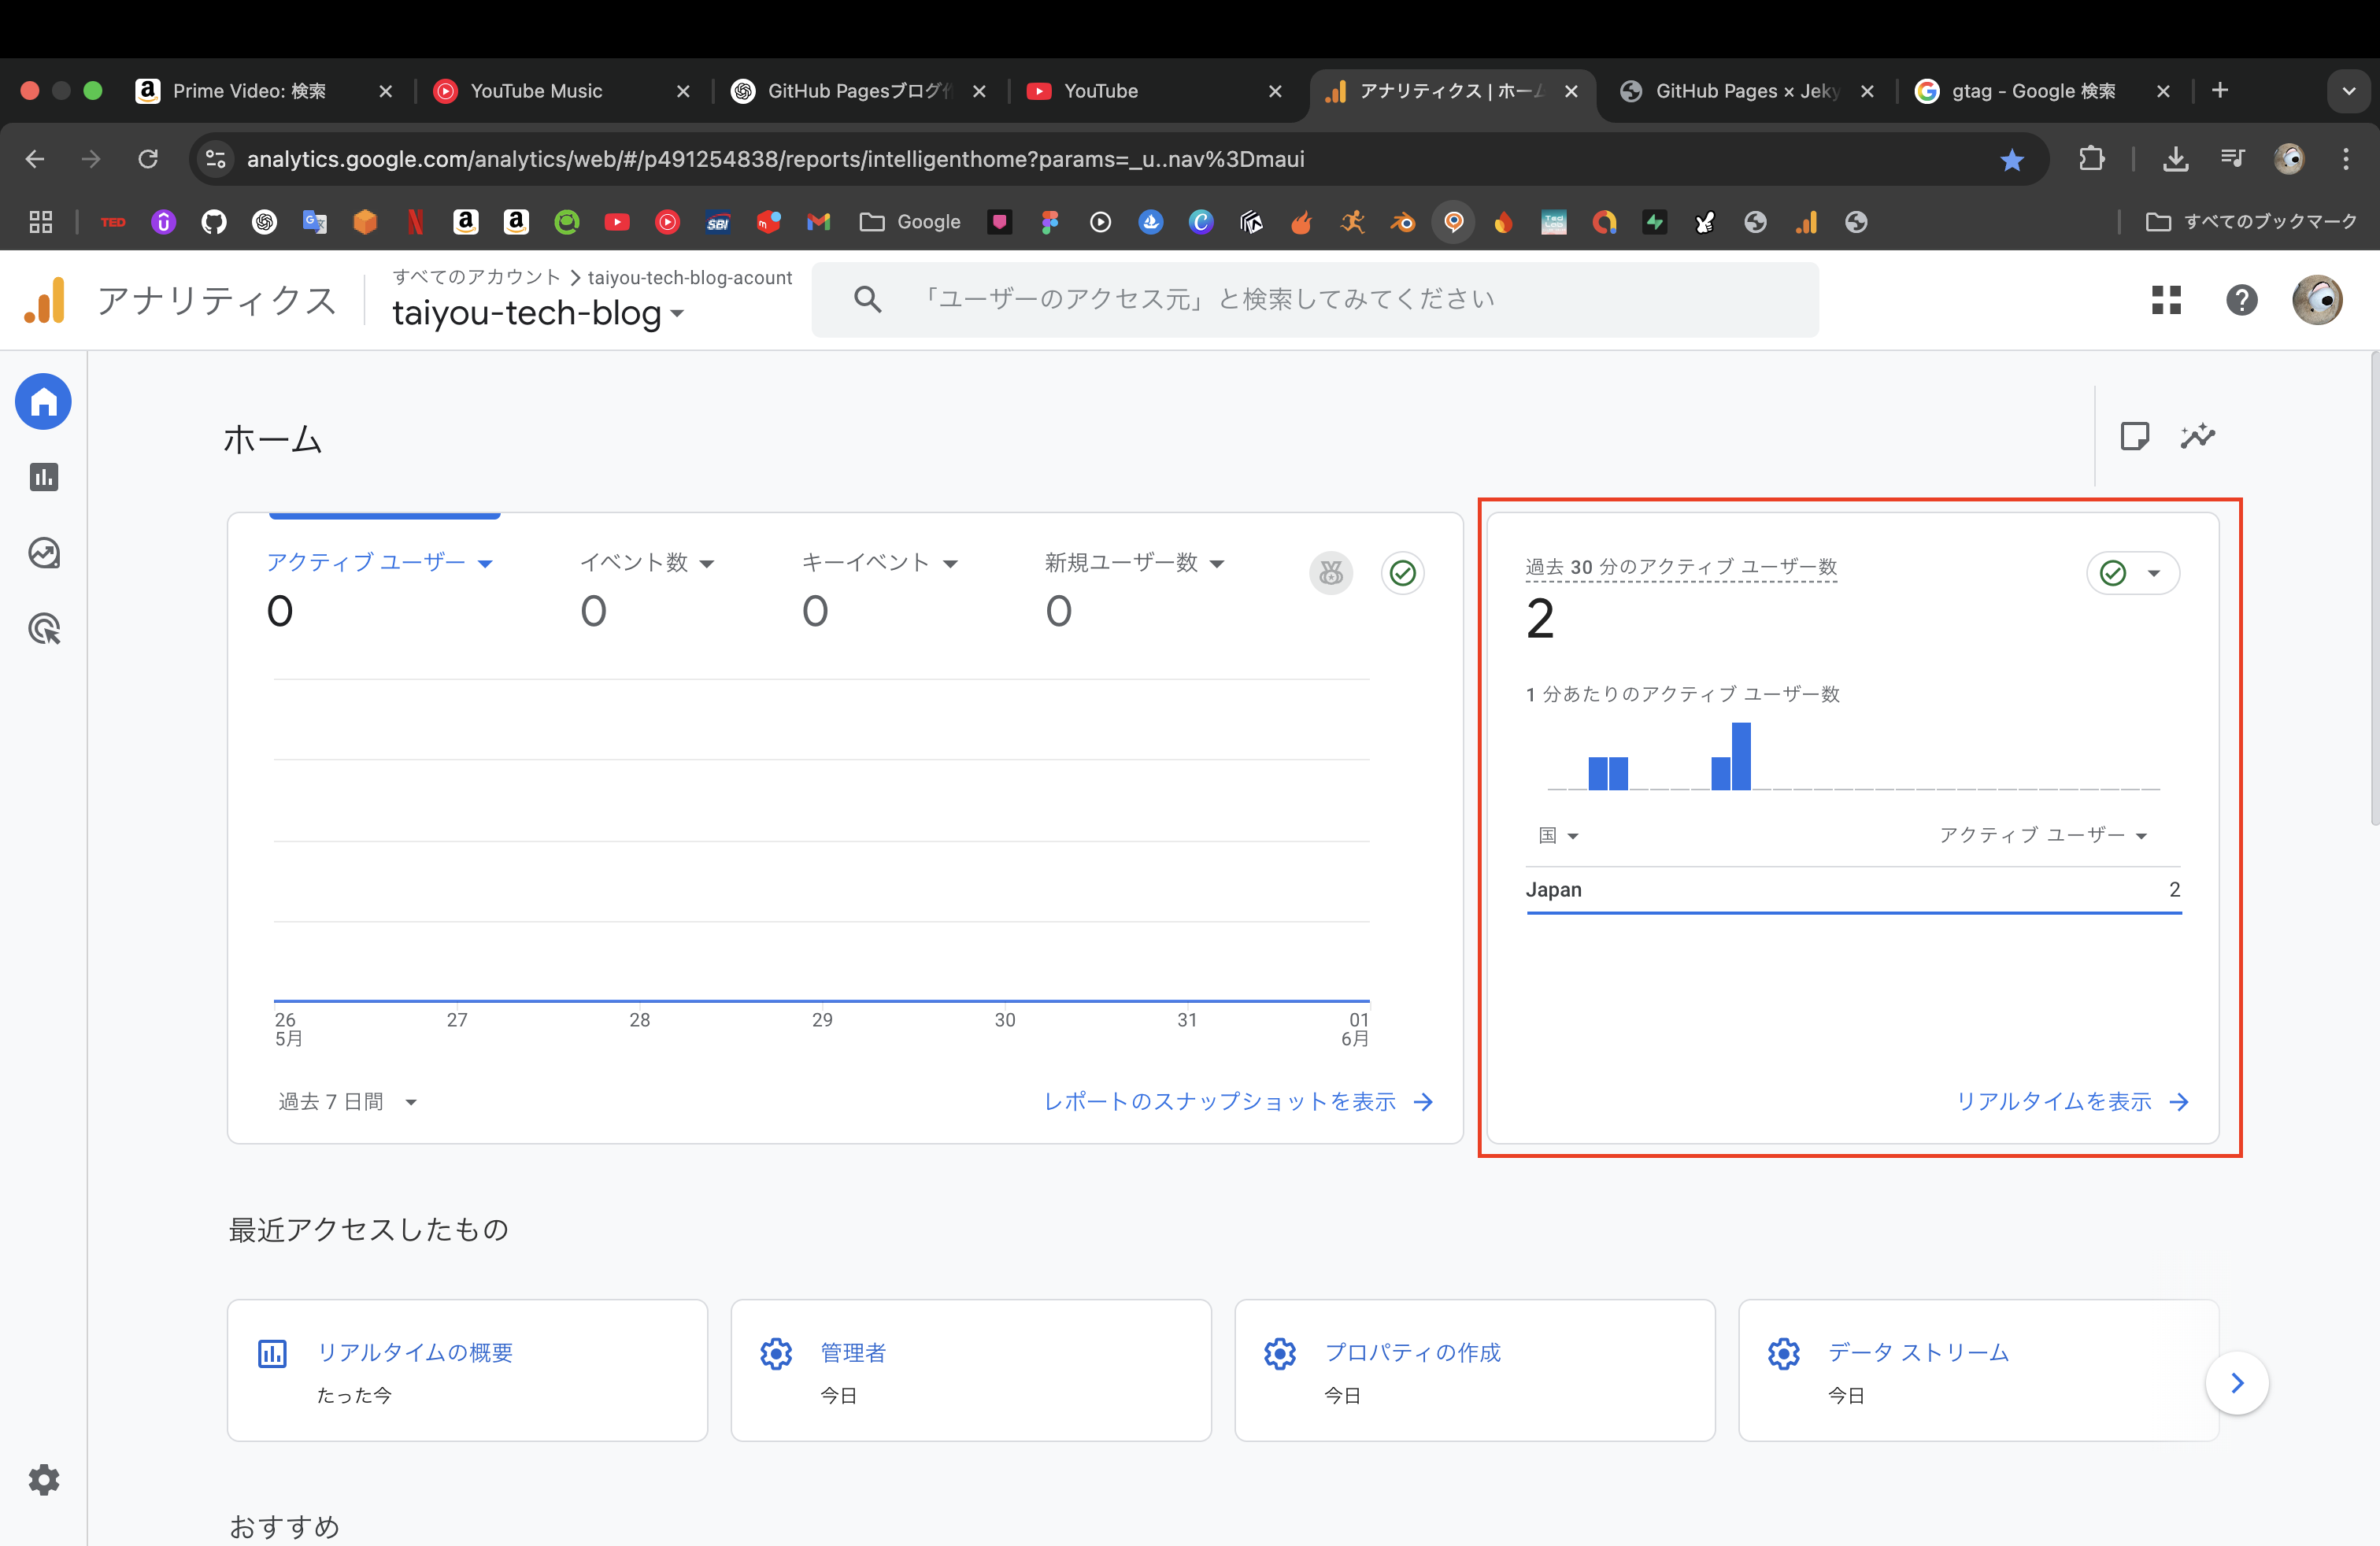 Prime Video: 検索
YouTube Music
GitHub Pagesブログ
YouTube
アナリティクス | ホーム
GitHub Pages × Jeky
gtag - Google 検索
analytics.google.com/analytics/web/#/p491254838/reports/intelligenthome?params=_u..nav%3Dmaui
TED
SBI
Google
すべてのブックマーク
アナリティクス
すべてのアカウント > taiyou-tech-blog-acount
taiyou-tech-blog
「ユーザーのアクセス元」と検索してみてください
ホーム
アクティブ ユーザー
0
イベント数
0
キーイベント
0
新規ユーザー数
0
26
5月
27
28
29
30
31
01
6月
過去 7 日間
レポートのスナップショットを表示
過去 30 分のアクティブ ユーザー数
2
1 分あたりのアクティブ ユーザー数
国
アクティブ ユーザー
Japan
2
リアルタイムを表示
最近アクセスしたもの
リアルタイムの概要
たった今
管理者
今日
プロパティの作成
今日
データ ストリーム
今日
おすすめ